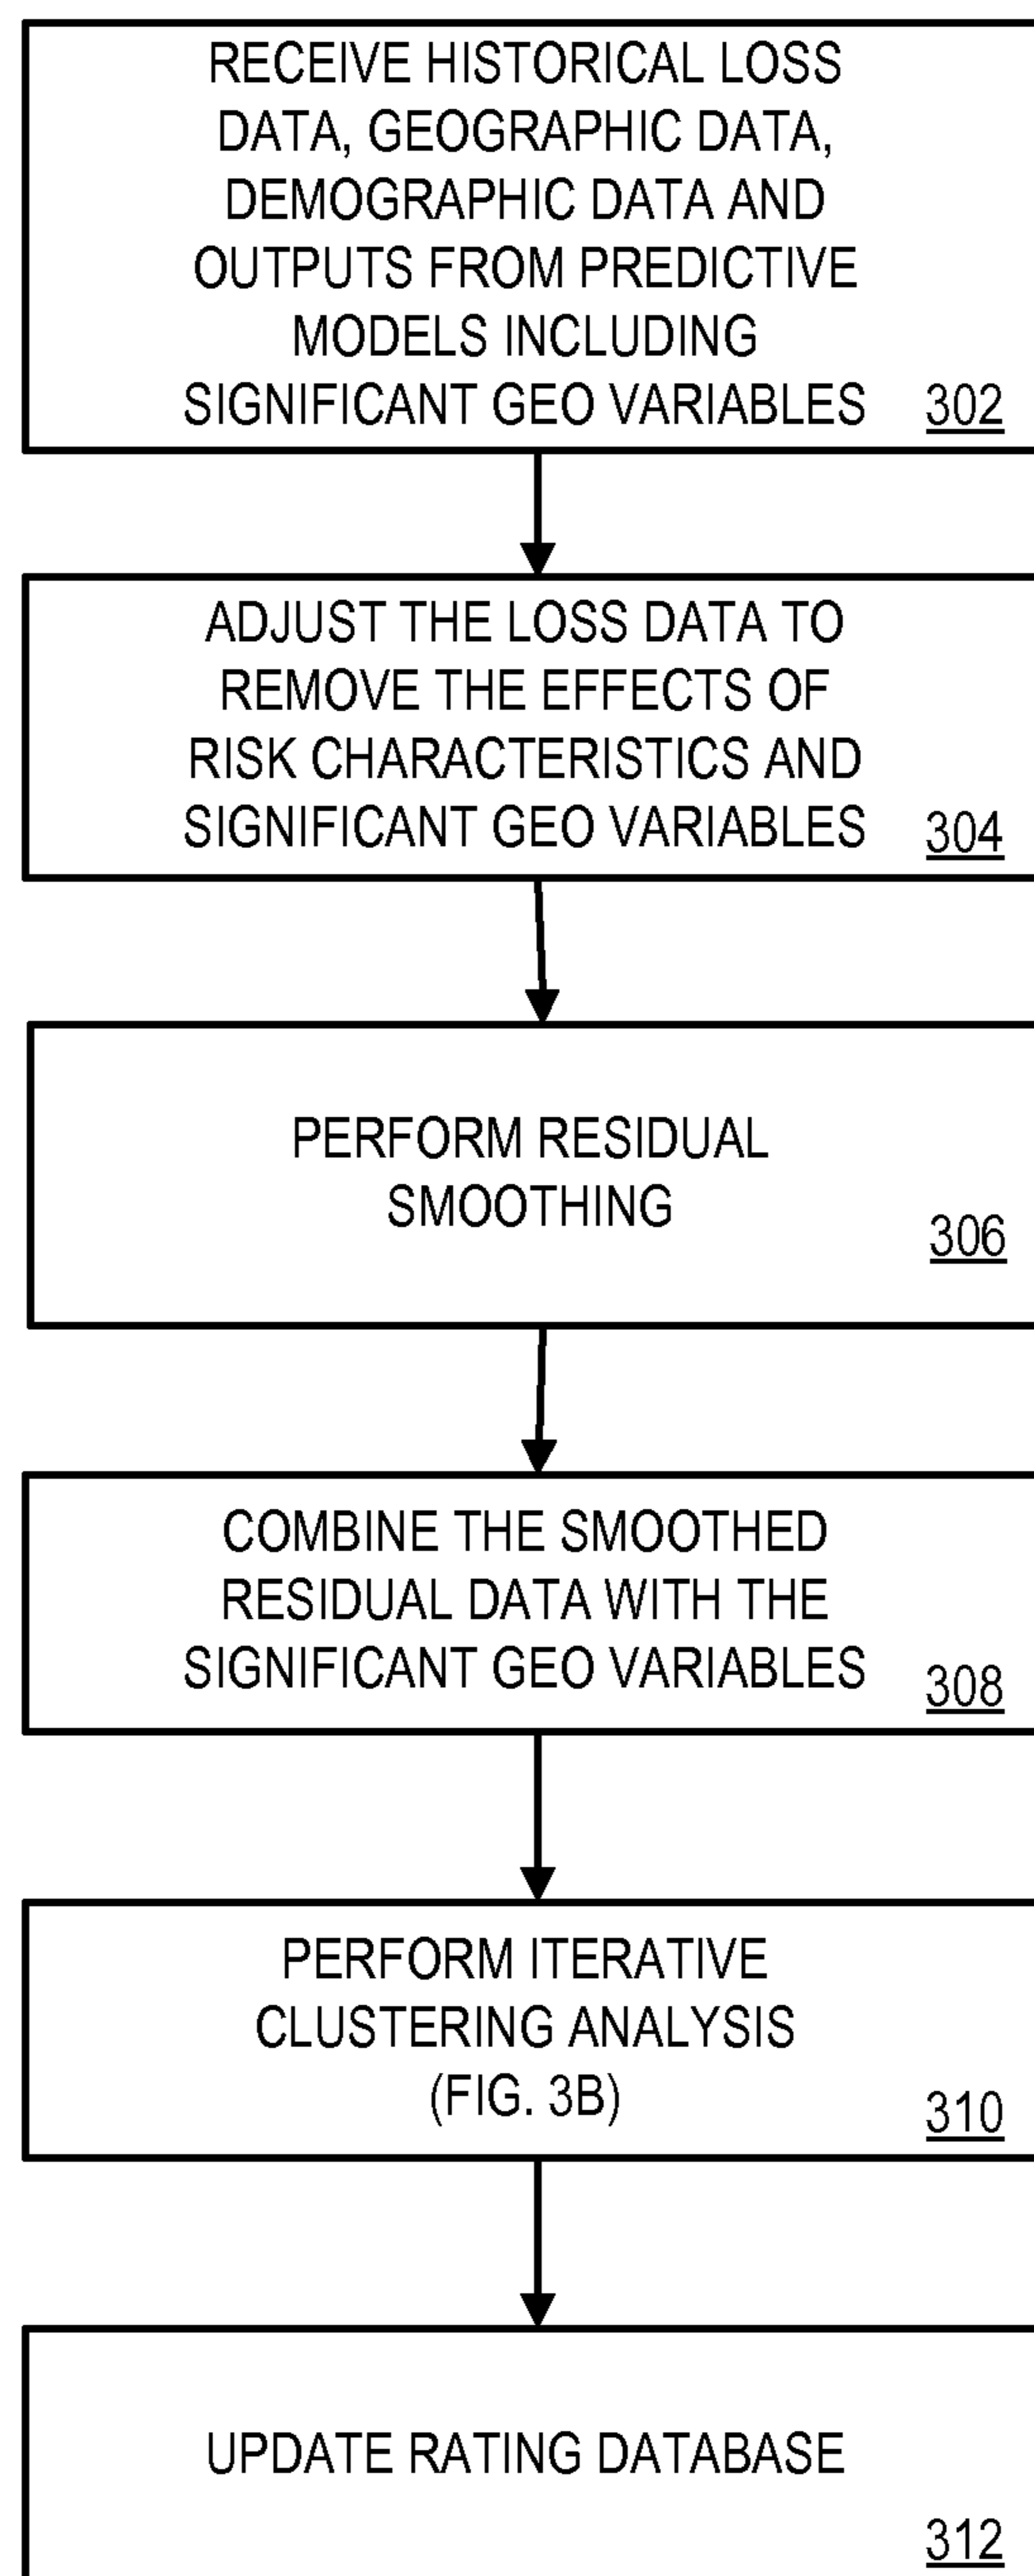 RECEIVE HISTORICAL LOSS
DATA, GEOGRAPHIC DATA,
DEMOGRAPHIC DATA AND
OUTPUTS FROM PREDICTIVE
MODELS INCLUDING
SIGNIFICANT GEO VARIABLES 302
ADJUST THE LOSS DATA TO
REMOVE THE EFFECTS OF
RISK CHARACTERISTICS AND
SIGNIFICANT GEO VARIABLES 304
PERFORM RESIDUAL
SMOOTHING
306
COMBINE THE SMOOTHED
RESIDUAL DATA WITH THE
SIGNIFICANT GEO VARIABLES
308
PERFORM ITERATIVE
CLUSTERING ANALYSIS
(FIG. 3B)
310
UPDATE RATING DATABASE
312